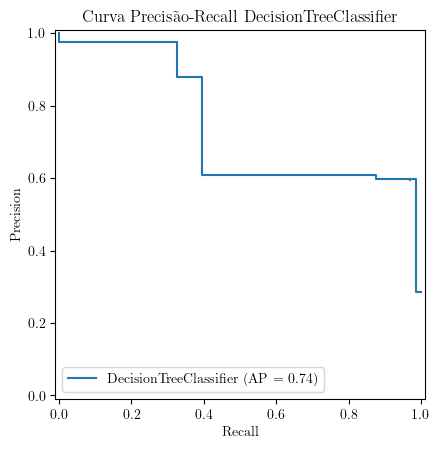 Curva Precisão-Recall DecisionTreeClassifier
1.0
0.8
0.6
0.4
0.2
0.0
Precision
DecisionTreeClassifier (AP = 0.74)
0.0 0.2 0.4 0.6 0.8 1.0
Recall